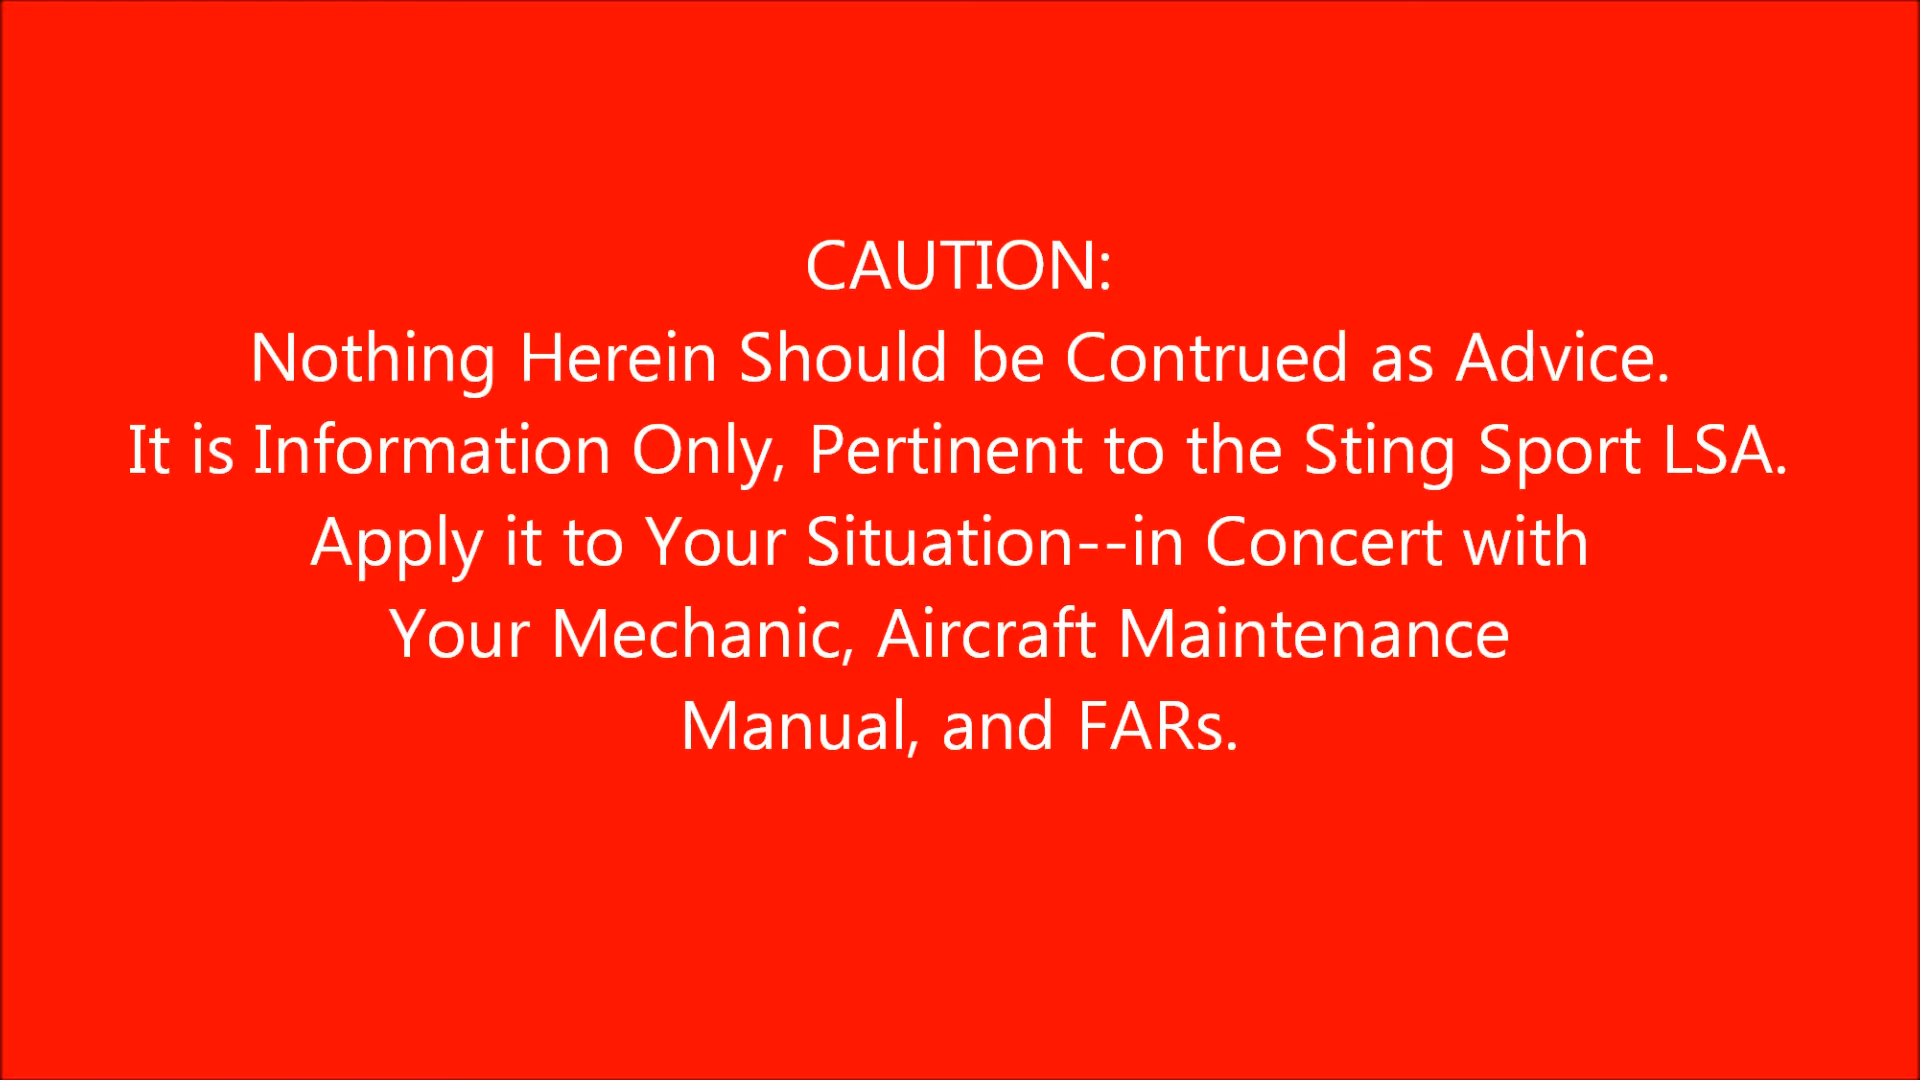 CAUTION:
Nothing Herein Should be Contrued as Advice.
It is Information Only, Pertinent to the Sting Sport LSA.
Apply it to Your Situation--in Concert with
Your Mechanic, Aircraft Maintenance
Manual, and FARs.